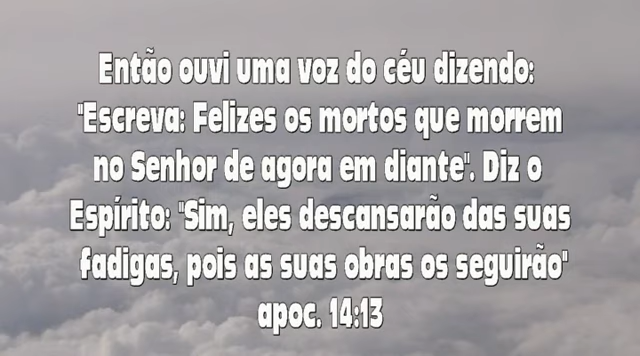 Então ouvi uma voz do céu dizendo:
"Escreva: Felizes os mortos que morrem
no Senhor de agora em diante". Diz o
Espírito: "Sim, eles descansarão das suas
fadigas, pois as suas obras os seguirão"
apoc. 14:13